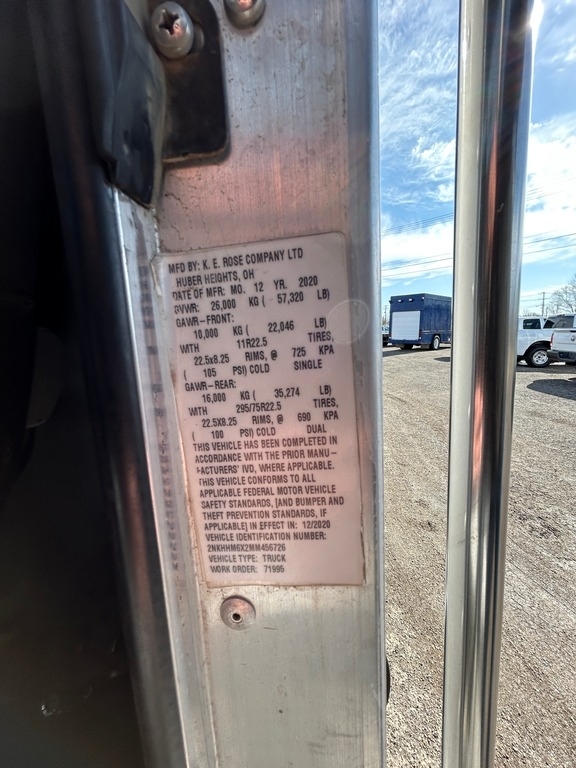 MFD BY: K. E. ROSE COMPANY LTD
HUBER HEIGHTS, OH
DATE OF MFR: MO. 12 YR. 2020
GVWR: 26,000 KG ( 57,320 LB)
GAWR-FRONT:
10,000 KG ( 22,046 LB)
WITH 11R22.5 TIRES,
22.5x8.25 RIMS, @ 725 KPA
( 105 PSI) COLD SINGLE
GAWR-REAR:
16,000 KG ( 35,274 LB)
WITH 295/75R22.5 TIRES,
22.5X8.25 RIMS, @ 690 KPA
( 100 PSI) COLD DUAL
THIS VEHICLE HAS BEEN COMPLETED IN
ACCORDANCE WITH THE PRIOR MANU-
FACTURERS' IVD, WHERE APPLICABLE.
THIS VEHICLE CONFORMS TO ALL
APPLICABLE FEDERAL MOTOR VEHICLE
SAFETY STANDARDS, [AND BUMPER AND
THEFT PREVENTION STANDARDS, IF
APPLICABLE] IN EFFECT IN: 12/2020
VEHICLE IDENTIFICATION NUMBER:
2NKHHM6X2MM456726
VEHICLE TYPE: TRUCK
WORK ORDER: 71995